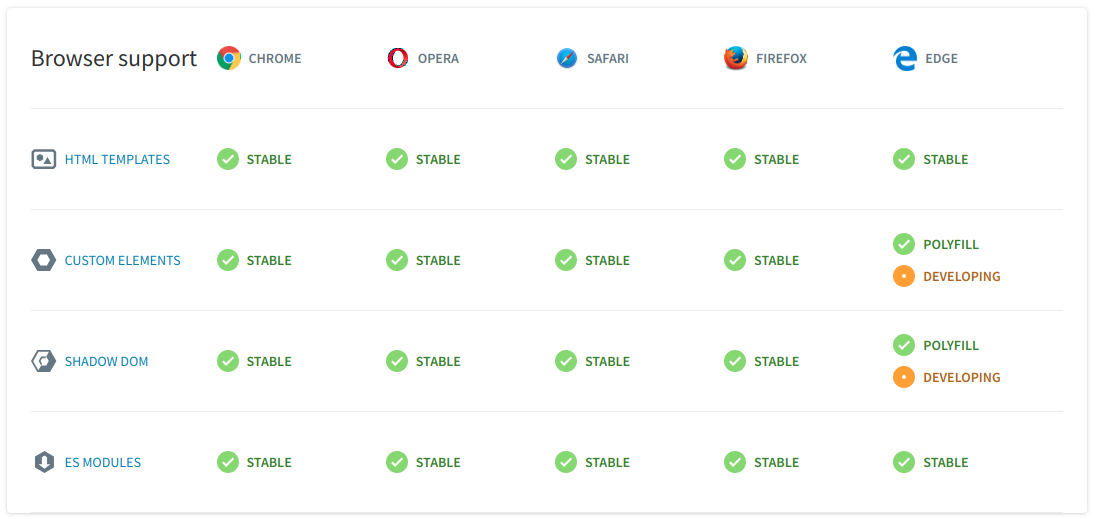 Browser support CHROME OPERA SAFARI FIREFOX EDGE
HTML TEMPLATES STABLE STABLE STABLE STABLE STABLE
CUSTOM ELEMENTS STABLE STABLE STABLE STABLE POLYFILL
DEVELOPING
SHADOW DOM STABLE STABLE STABLE STABLE POLYFILL
DEVELOPING
ES MODULES STABLE STABLE STABLE STABLE STABLE